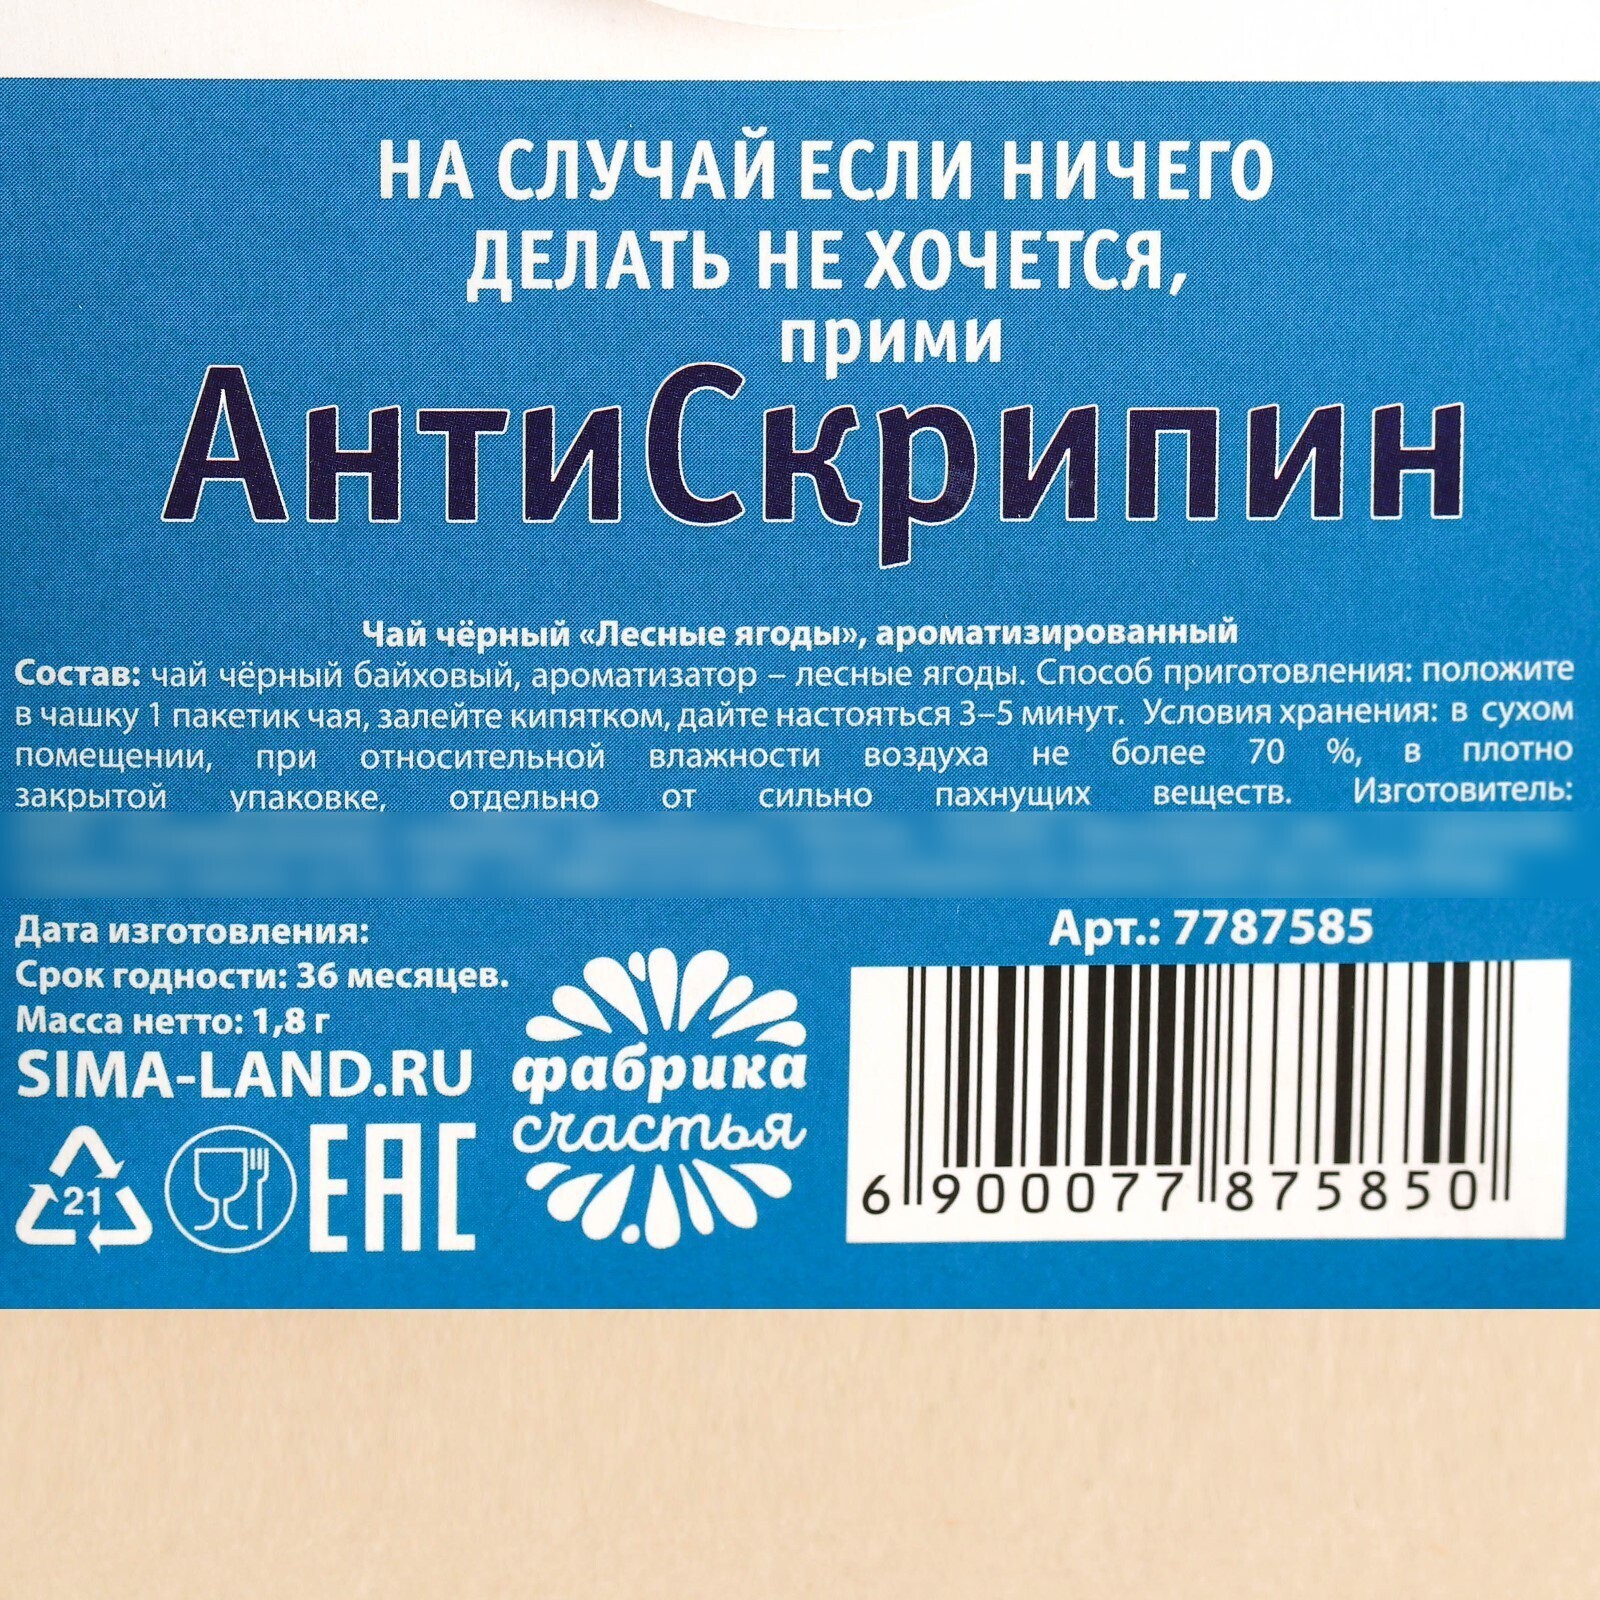 НА СЛУЧАЙ ЕСЛИ НИЧЕГО
ДЕЛАТЬ НЕ ХОЧЕТСЯ,
прими
АнтиСкрипин
Чай чёрный «Лесные ягоды», ароматизированный
Состав: чай чёрный байховый, ароматизатор – лесные ягоды. Способ приготовления: положите
в чашку 1 пакетик чая, залейте кипятком, дайте настояться 3–5 минут. Условия хранения: в сухом
помещении, при относительной влажности воздуха не более 70 %, в плотно
закрытой упаковке, отдельно от сильно пахнущих веществ. Изготовитель:
Дата изготовления:
Срок годности: 36 месяцев.
Масса нетто: 1,8 г
SIMA-LAND.RU
21
EAC
фабрика
счастья
Арт.: 7787585
6 900077 875850